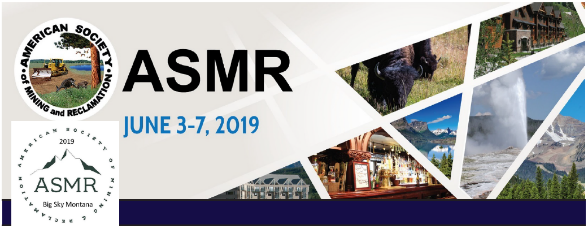 AMERICAN SOCIETY
of MINING and RECLAMATION
ASMR
JUNE 3-7, 2019
AMERICAN SOCIETY OF MINING & RECLAMATION
2019
ASMR
Big Sky Montana